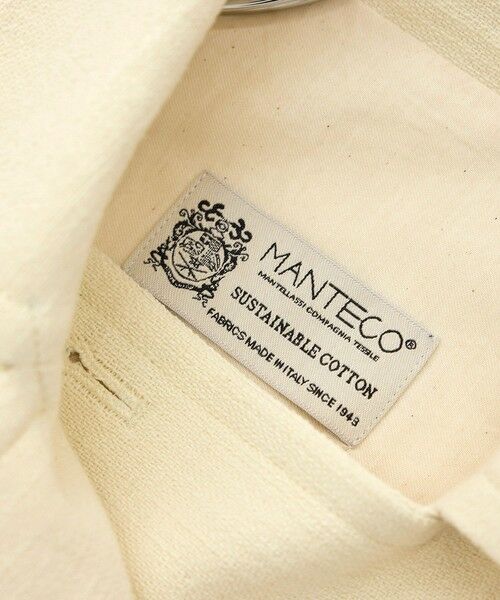 MANTECO®
MANTELLASSI COMPAGNIA TESSILE
SUSTAINABLE COTTON
FABRICS MADE IN ITALY SINCE 1943